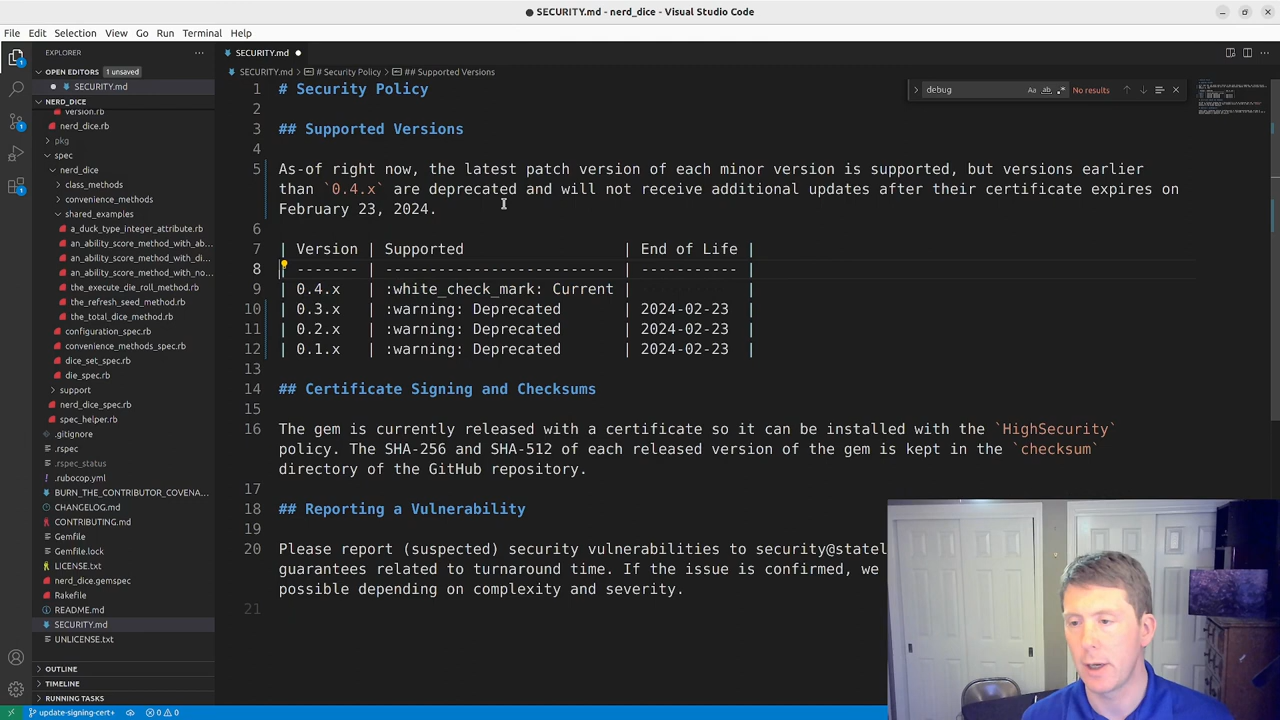 SECURITY.md - nerd_dice - Visual Studio Code
File Edit Selection View Go Run Terminal Help
EXPLORER
SECURITY.md
OPEN EDITORS 1 unsaved
SECURITY.md > # Security Policy > ## Supported Versions
SECURITY.md
NERD_DICE
debug
Aa ab .* No results
version.rb
nerd_dice.rb
pkg
spec
nerd_dice
class_methods
convenience_methods
shared_examples
a_duck_type_integer_attribute.rb
an_ability_score_method_with_ab...
an_ability_score_method_with_di...
an_ability_score_method_with_no...
the_execute_die_roll_method.rb
the_refresh_seed_method.rb
the_total_dice_method.rb
configuration_spec.rb
convenience_methods_spec.rb
dice_set_spec.rb
die_spec.rb
support
nerd_dice_spec.rb
spec_helper.rb
.gitignore
.rspec
.rspec_status
.rubocop.yml
BURN_THE_CONTRIBUTOR_COVENA...
CHANGELOG.md
CONTRIBUTING.md
Gemfile
Gemfile.lock
LICENSE.txt
nerd_dice.gemspec
Rakefile
README.md
SECURITY.md
UNLICENSE.txt
OUTLINE
TIMELINE
RUNNING TASKS
1 # Security Policy
2
3 ## Supported Versions
4
5 As-of right now, the latest patch version of each minor version is supported, but versions earlier
than `0.4.x` are deprecated and will not receive additional updates after their certificate expires on
February 23, 2024.
6
7 | Version | Supported | End of Life |
8 | ------- | -------------------------- | ----------- |
9 | 0.4.x | :white_check_mark: Current | |
10 | 0.3.x | :warning: Deprecated | 2024-02-23 |
11 | 0.2.x | :warning: Deprecated | 2024-02-23 |
12 | 0.1.x | :warning: Deprecated | 2024-02-23 |
13
14 ## Certificate Signing and Checksums
15
16 The gem is currently released with a certificate so it can be installed with the `HighSecurity`
policy. The SHA-256 and SHA-512 of each released version of the gem is kept in the `checksum`
directory of the GitHub repository.
17
18 ## Reporting a Vulnerability
19
20 Please report (suspected) security vulnerabilities to security@statel
guarantees related to turnaround time. If the issue is confirmed, we
possible depending on complexity and severity.
21
update-signing-cert+ 0 0